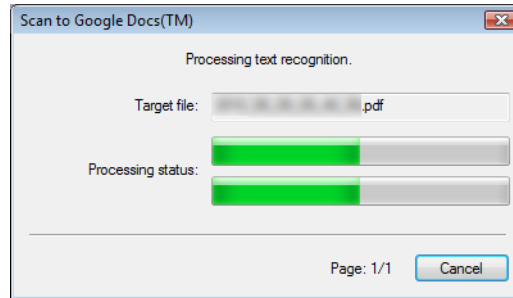 Scan to Google Docs(TM)
Processing text recognition.
Target file: .pdf
Processing status:
Page: 1/1 Cancel